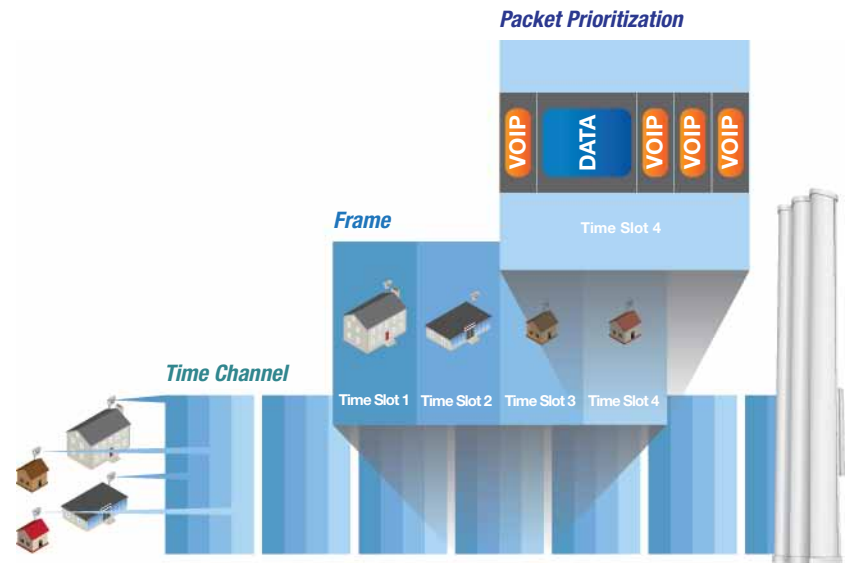 Packet Prioritization
VOIP DATA VOIP VOIP VOIP
Time Slot 4
Frame
Time Slot 1 Time Slot 2 Time Slot 3 Time Slot 4
Time Channel